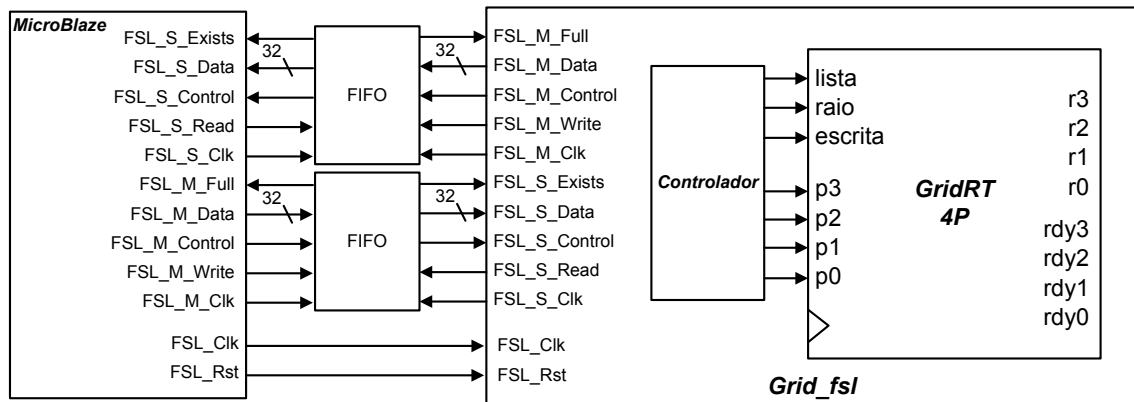 MicroBlaze
FSL_S_Exists
FSL_S_Data
FSL_S_Control
FSL_S_Read
FSL_S_Clk
FSL_M_Full
FSL_M_Data
FSL_M_Control
FSL_M_Write
FSL_M_Clk
FSL_Clk
FSL_Rst
32
32
FIFO
32
32
FIFO
FSL_M_Full
FSL_M_Data
FSL_M_Control
FSL_M_Write
FSL_M_Clk
FSL_S_Exists
FSL_S_Data
FSL_S_Control
FSL_S_Read
FSL_S_Clk
FSL_Clk
FSL_Rst
Controlador
lista
raio
escrita
p3
p2
p1
p0
GridRT
4P
r3
r2
r1
r0
rdy3
rdy2
rdy1
rdy0
Grid_fsl